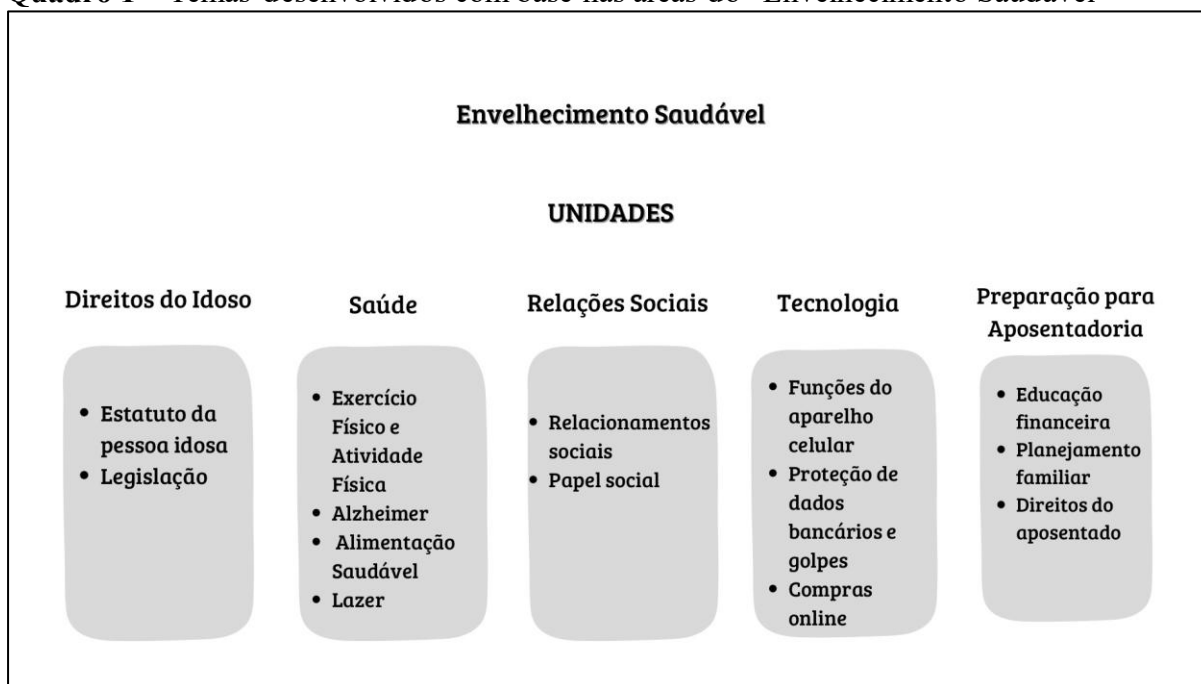 Quadro 1 – Temas desenvolvidos com base nas áreas do "Envelhecimento Saudável"
Envelhecimento Saudável
UNIDADES
Direitos do Idoso
• Estatuto da
pessoa idosa
• Legislação
Saúde
• Exercício
Físico e
Atividade
Física
• Alzheimer
• Alimentação
Saudável
• Lazer
Relações Sociais
• Relacionamentos
sociais
• Papel social
Tecnologia
• Funções do
aparelho
celular
• Proteção de
dados
bancários e
golpes
• Compras
online
Preparação para
Aposentadoria
• Educação
financeira
• Planejamento
familiar
• Direitos do
aposentado